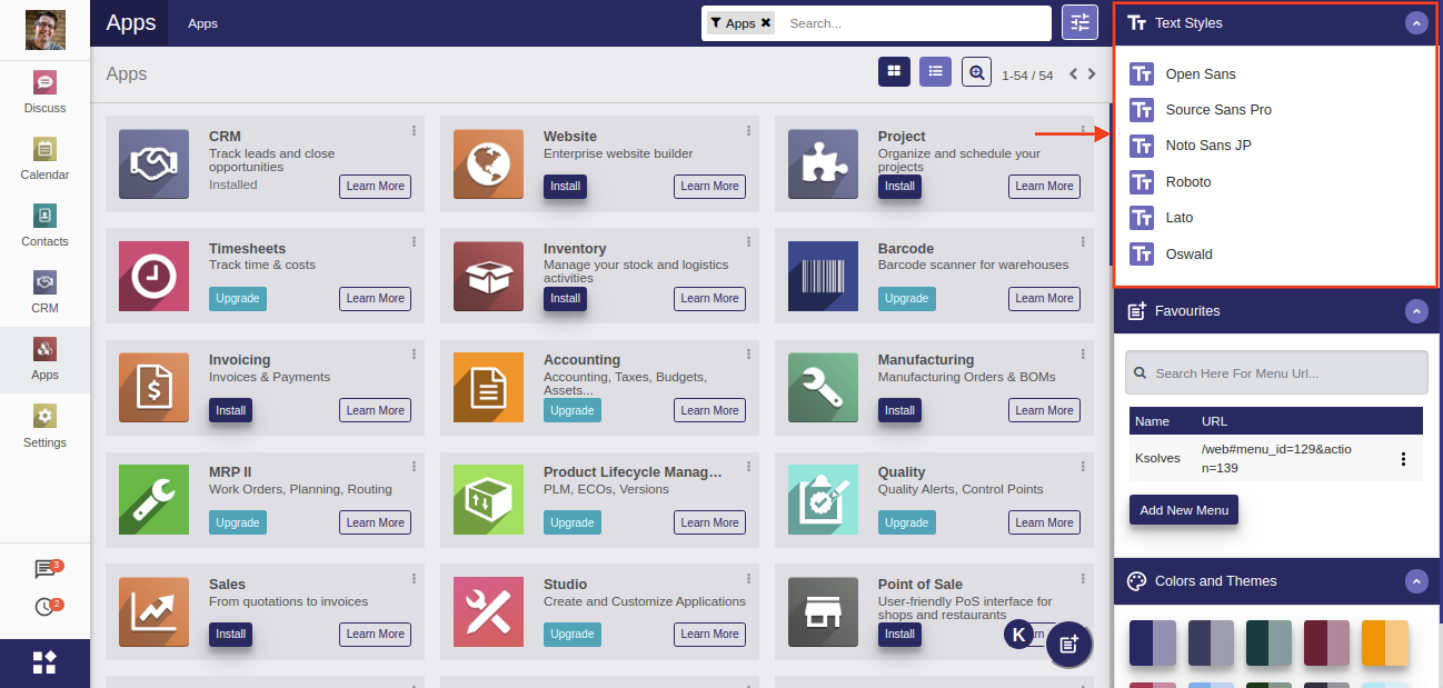 Apps
Apps
Apps ✖
Search...
Apps
1-54 / 54
Discuss
Calendar
Contacts
CRM
Apps
Settings
3
2
CRM
Track leads and close
opportunities
Installed
Learn More
Website
Enterprise website builder
Install
Learn More
Project
Organize and schedule your
projects
Install
Learn More
Timesheets
Track time & costs
Upgrade
Learn More
Inventory
Manage your stock and logistics
activities
Install
Learn More
Barcode
Barcode scanner for warehouses
Upgrade
Learn More
Invoicing
Invoices & Payments
Install
Learn More
Accounting
Accounting, Taxes, Budgets,
Assets...
Upgrade
Learn More
Manufacturing
Manufacturing Orders & BOMs
Install
Learn More
MRP II
Work Orders, Planning, Routing
Upgrade
Learn More
Product Lifecycle Manag...
PLM, ECOs, Versions
Upgrade
Learn More
Quality
Quality Alerts, Control Points
Upgrade
Learn More
Sales
From quotations to invoices
Install
Learn More
Studio
Create and Customize Applications
Upgrade
Learn More
Point of Sale
User-friendly PoS interface for
shops and restaurants
Install
K
Tт Text Styles
Tт Open Sans
Tт Source Sans Pro
Tт Noto Sans JP
Tт Roboto
Tт Lato
Tт Oswald
Favourites
Search Here For Menu Url...
Name URL
Ksolves /web#menu_id=129&actio
n=139
Add New Menu
Colors and Themes